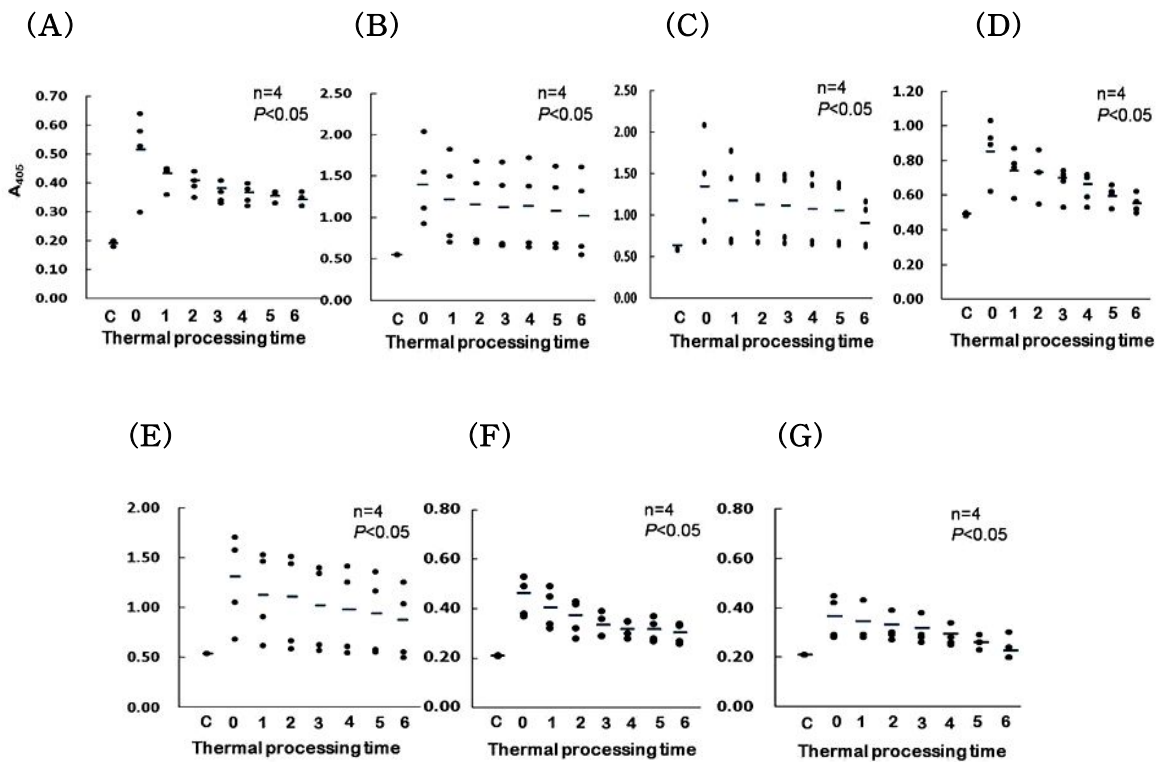 (A) (B) (C) (D)
n=4
P<0.05
0.70
0.60
0.50
0.40
0.30
0.20
0.10
0.00
A405
C 0 1 2 3 4 5 6
Thermal processing time
n=4
P<0.05
2.50
2.00
1.50
1.00
0.50
0.00
C 0 1 2 3 4 5 6
Thermal processing time
n=4
P<0.05
2.50
2.00
1.50
1.00
0.50
0.00
C 0 1 2 3 4 5 6
Thermal processing time
n=4
P<0.05
1.20
1.00
0.80
0.60
0.40
0.20
0.00
C 0 1 2 3 4 5 6
Thermal processing time
(E) (F) (G)
n=4
P<0.05
2.00
1.50
1.00
0.50
0.00
C 0 1 2 3 4 5 6
Thermal processing time
n=4
P<0.05
0.80
0.60
0.40
0.20
0.00
C 0 1 2 3 4 5 6
Thermal processing time
n=4
P<0.05
0.80
0.60
0.40
0.20
0.00
C 0 1 2 3 4 5 6
Thermal processing time